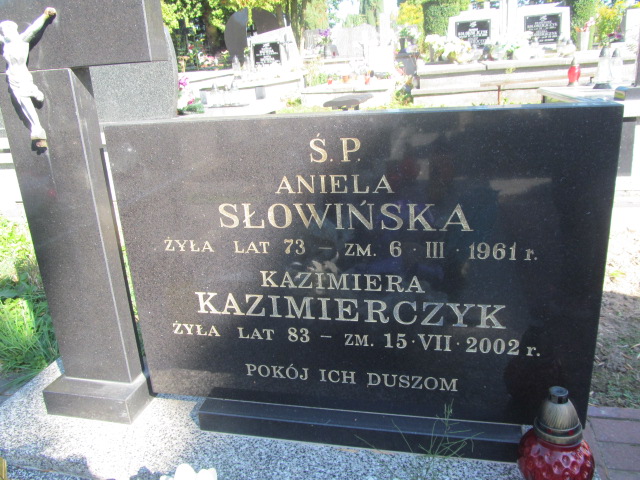 Ś. P.
ANIELA
SŁOWIŃSKA
ŻYŁA LAT 73 – ZM. 6 · III · 1961 r.
KAZIMIERA
KAZIMIERCZYK
ŻYŁA LAT 83 – ZM. 15 · VII · 2002 r.
POKÓJ ICH DUSZOM